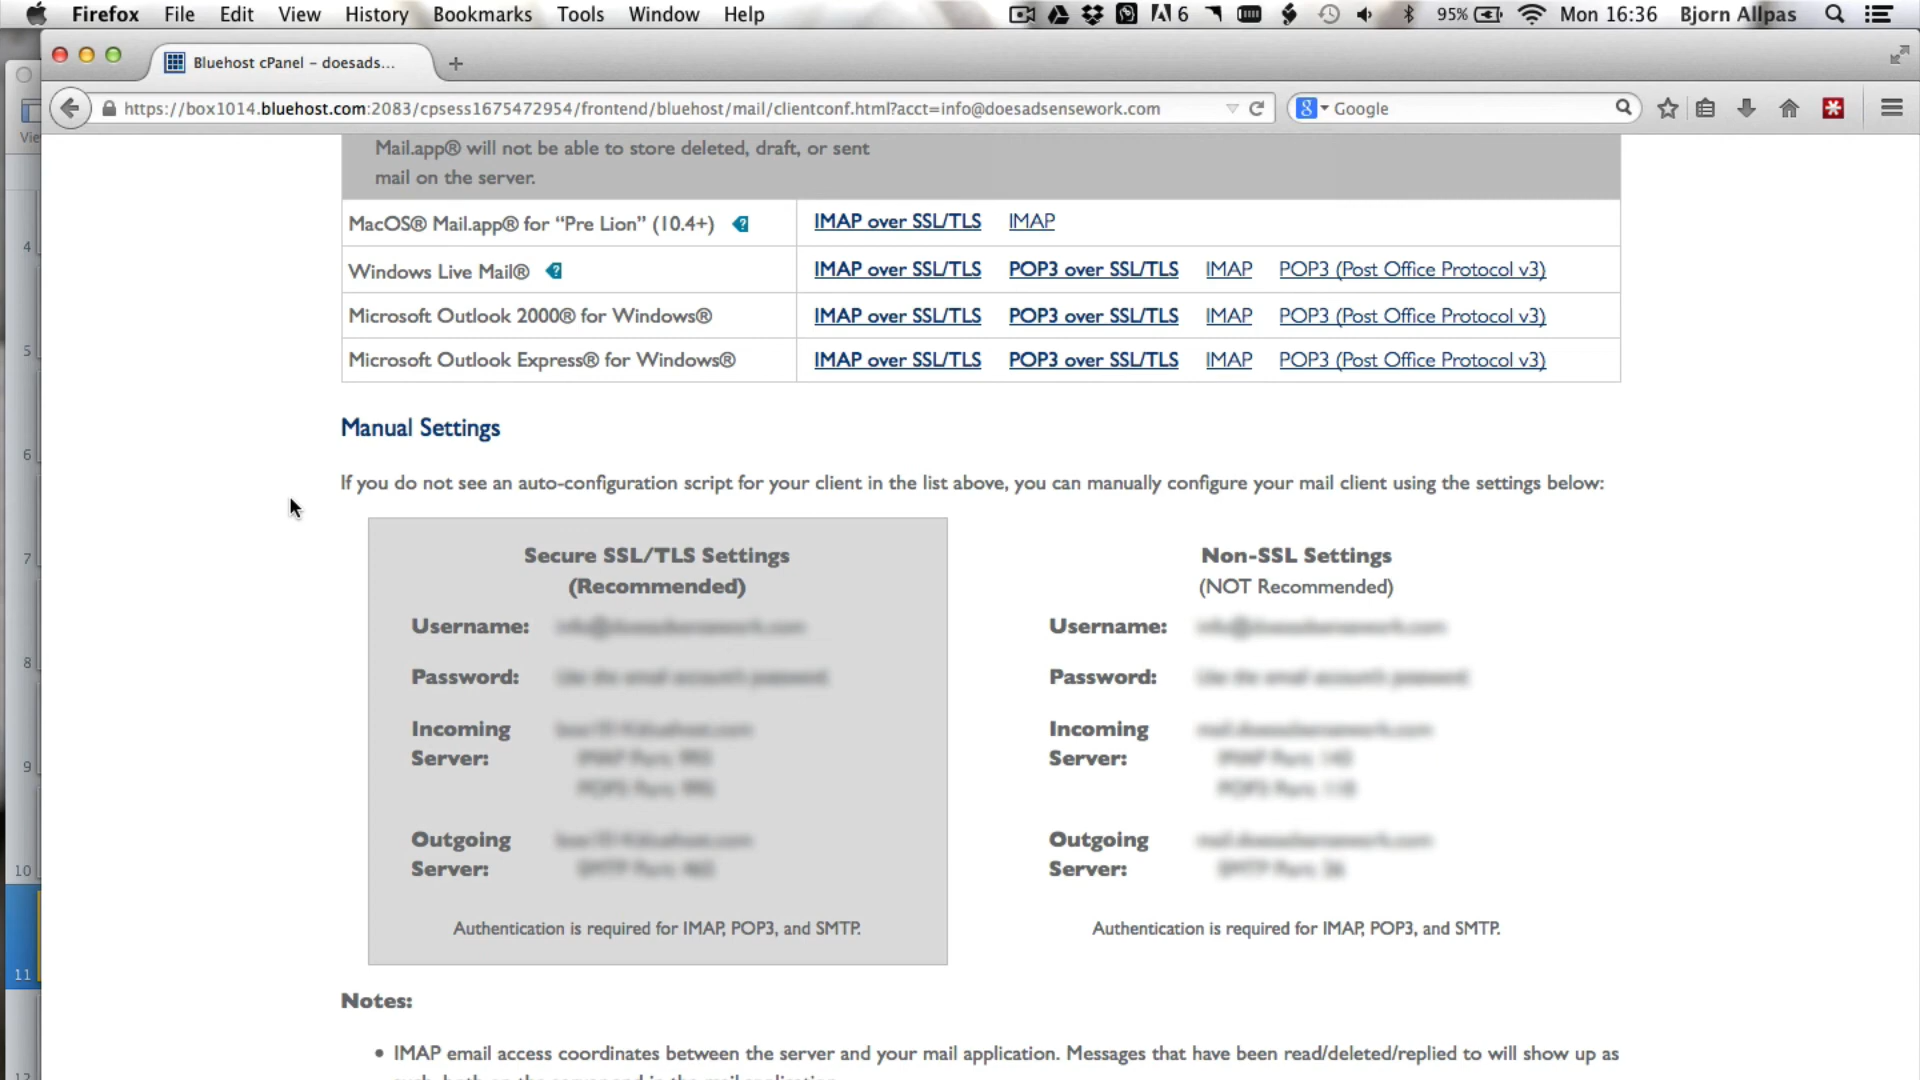 Firefox File Edit View History Bookmarks Tools Window Help 6 95% Mon 16:36 Bjorn Allpas
Bluehost cPanel – doesads...
https://box1014.bluehost.com:2083/cpsess1675472954/frontend/bluehost/mail/clientconf.html?acct=info@doesadsensework.com Google
Vie
Mail.app® will not be able to store deleted, draft, or sent
mail on the server.
MacOS® Mail.app® for “Pre Lion” (10.4+) IMAP over SSL/TLS IMAP
Windows Live Mail® IMAP over SSL/TLS POP3 over SSL/TLS IMAP POP3 (Post Office Protocol v3)
Microsoft Outlook 2000® for Windows® IMAP over SSL/TLS POP3 over SSL/TLS IMAP POP3 (Post Office Protocol v3)
Microsoft Outlook Express® for Windows® IMAP over SSL/TLS POP3 over SSL/TLS IMAP POP3 (Post Office Protocol v3)
Manual Settings
If you do not see an auto-configuration script for your client in the list above, you can manually configure your mail client using the settings below:
Secure SSL/TLS Settings
(Recommended)
Username:
Password:
Incoming
Server:
Outgoing
Server:
Authentication is required for IMAP, POP3, and SMTP.
Non-SSL Settings
(NOT Recommended)
Username:
Password:
Incoming
Server:
Outgoing
Server:
Authentication is required for IMAP, POP3, and SMTP.
Notes:
• IMAP email access coordinates between the server and your mail application. Messages that have been read/deleted/replied to will show up as
4
5
6
7
8
9
10
11
12